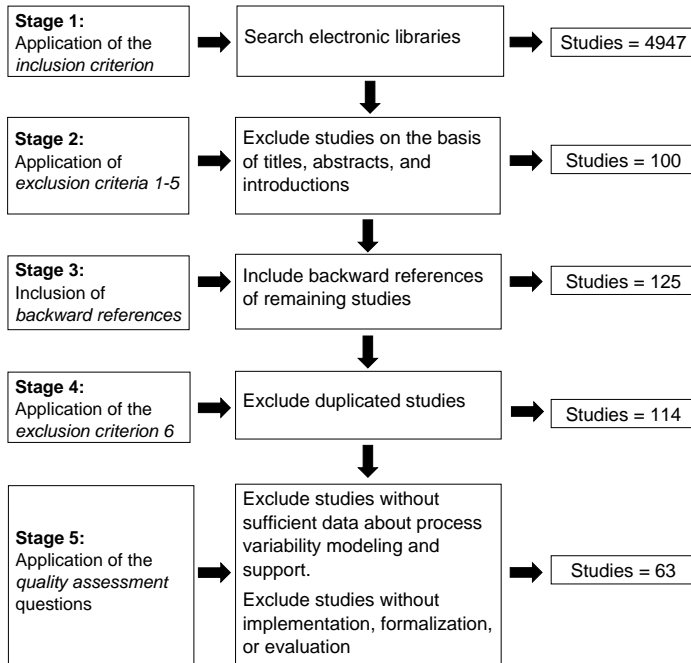 Stage 1:
Application of the
inclusion criterion
Search electronic libraries
Studies = 4947
Stage 2:
Application of
exclusion criteria 1-5
Exclude studies on the basis
of titles, abstracts, and
introductions
Studies = 100
Stage 3:
Inclusion of
backward references
Include backward references
of remaining studies
Studies = 125
Stage 4:
Application of the
exclusion criterion 6
Exclude duplicated studies
Studies = 114
Stage 5:
Application of the
quality assessment
questions
Exclude studies without
sufficient data about process
variability modeling and
support.
Exclude studies without
implementation, formalization,
or evaluation
Studies = 63